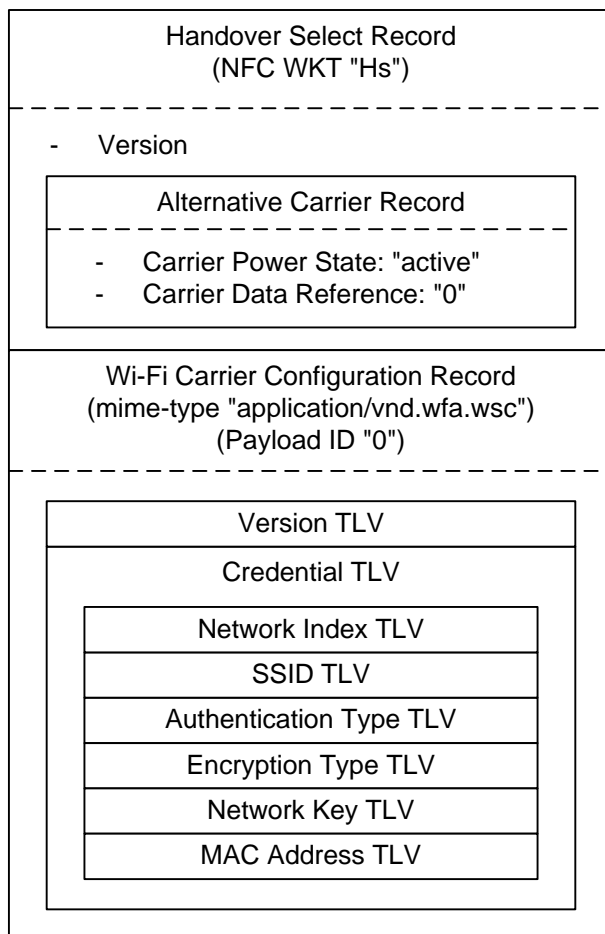 Handover Select Record
(NFC WKT "Hs")
- Version
Alternative Carrier Record
- Carrier Power State: "active"
- Carrier Data Reference: "0"
Wi-Fi Carrier Configuration Record
(mime-type "application/vnd.wfa.wsc")
(Payload ID "0")
Version TLV
Credential TLV
Network Index TLV
SSID TLV
Authentication Type TLV
Encryption Type TLV
Network Key TLV
MAC Address TLV